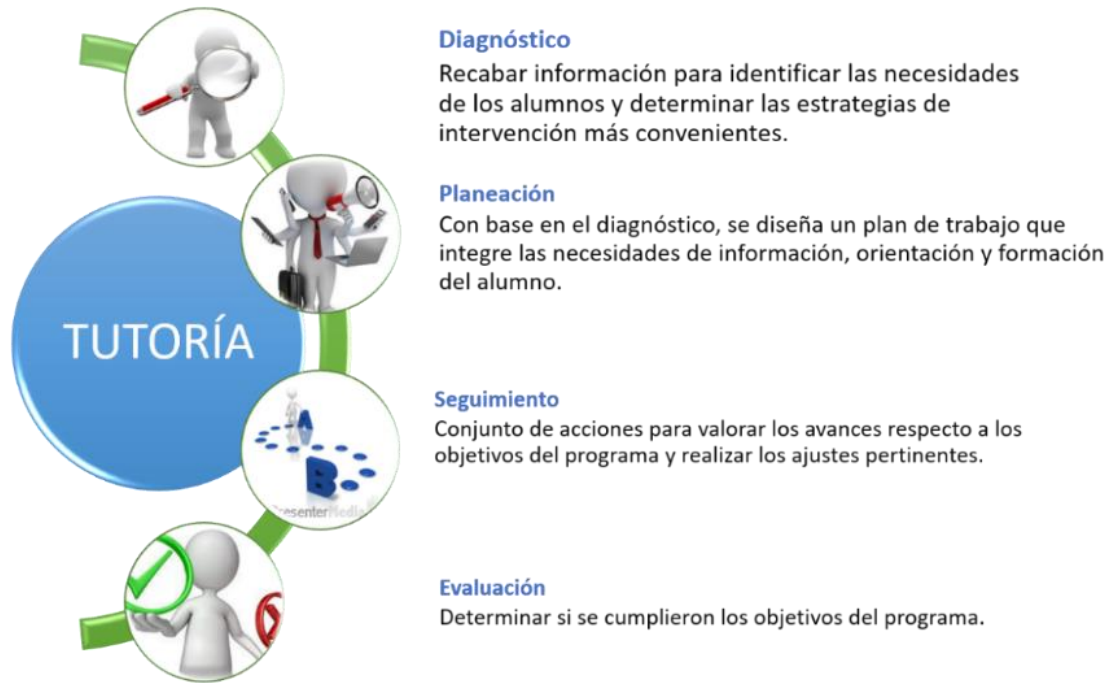 Diagnóstico
Recabar información para identificar las necesidades
de los alumnos y determinar las estrategias de
intervención más convenientes.
Planeación
Con base en el diagnóstico, se diseña un plan de trabajo que
integre las necesidades de información, orientación y formación
del alumno.
TUTORÍA
Seguimiento
Conjunto de acciones para valorar los avances respecto a los
objetivos del programa y realizar los ajustes pertinentes.
A
B
resenterMedia
Evaluación
Determinar si se cumplieron los objetivos del programa.